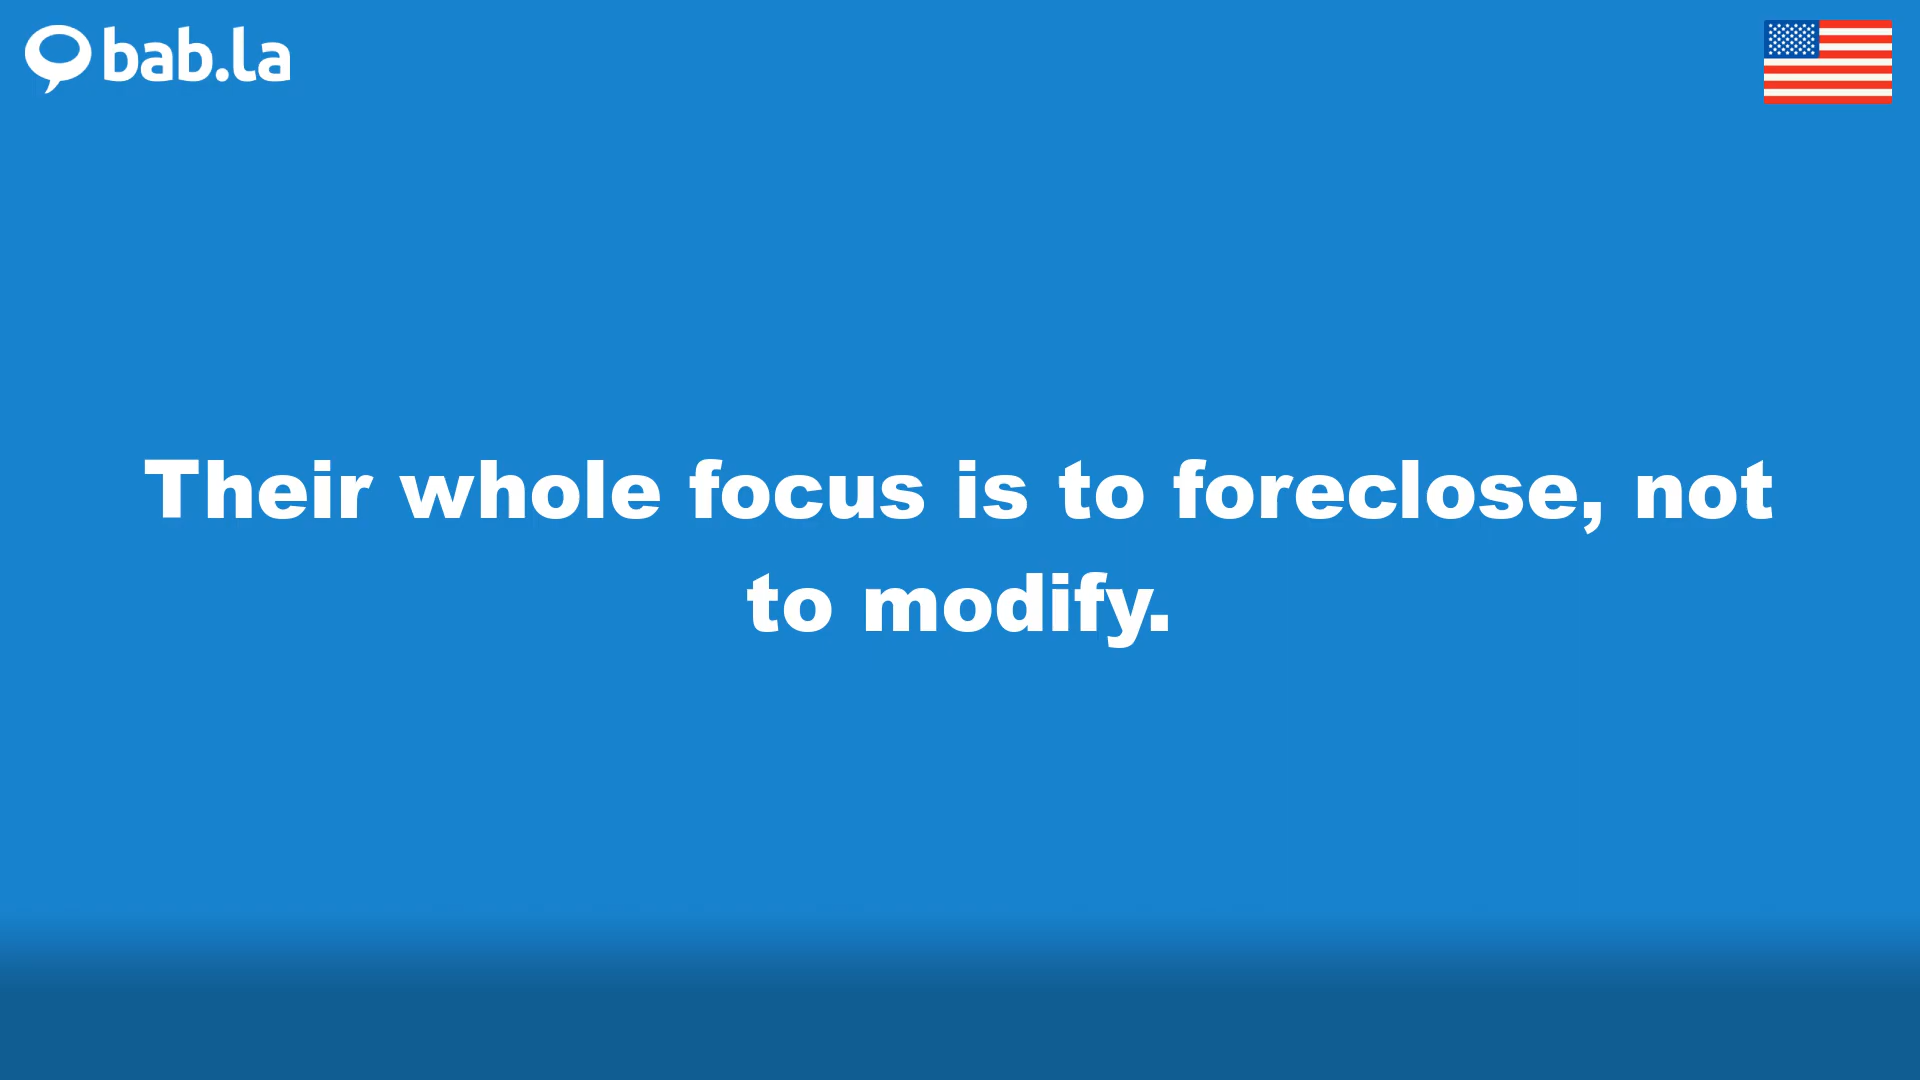 bab.la
Their whole focus is to foreclose, not
to modify.